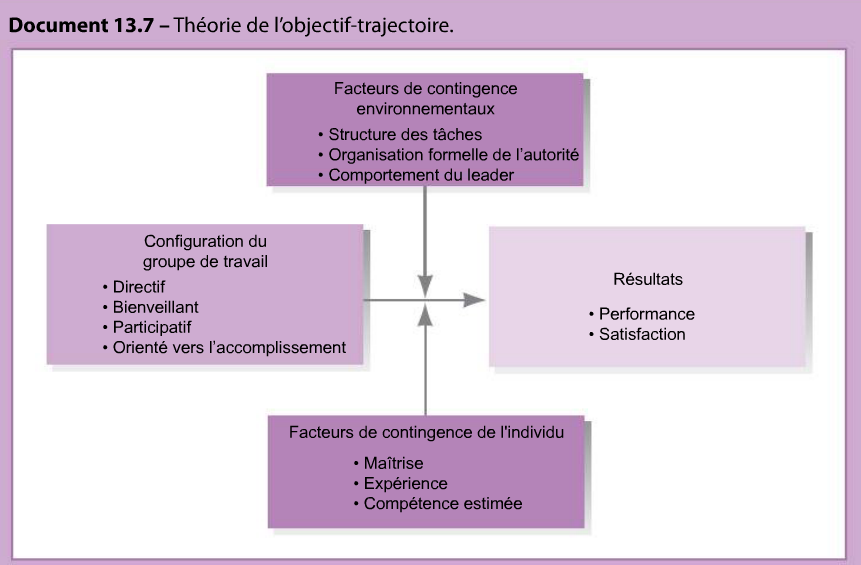 Document 13.7 – Théorie de l'objectif-trajectoire.
Facteurs de contingence
environnementaux
• Structure des tâches
• Organisation formelle de l'autorité
• Comportement du leader
Configuration du
groupe de travail
• Directif
• Bienveillant
• Participatif
• Orienté vers l'accomplissement
Résultats
• Performance
• Satisfaction
Facteurs de contingence de l'individu
• Maîtrise
• Expérience
• Compétence estimée